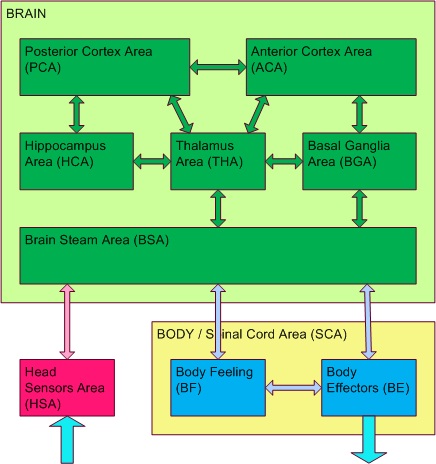 BRAIN
Posterior Cortex Area
(PCA)
Anterior Cortex Area
(ACA)
Hippocampus
Area (HCA)
Thalamus
Area (THA)
Basal Ganglia
Area (BGA)
Brain Steam Area (BSA)
BODY / Spinal Cord Area (SCA)
Head
Sensors Area
(HSA)
Body Feeling
(BF)
Body
Effectors (BE)